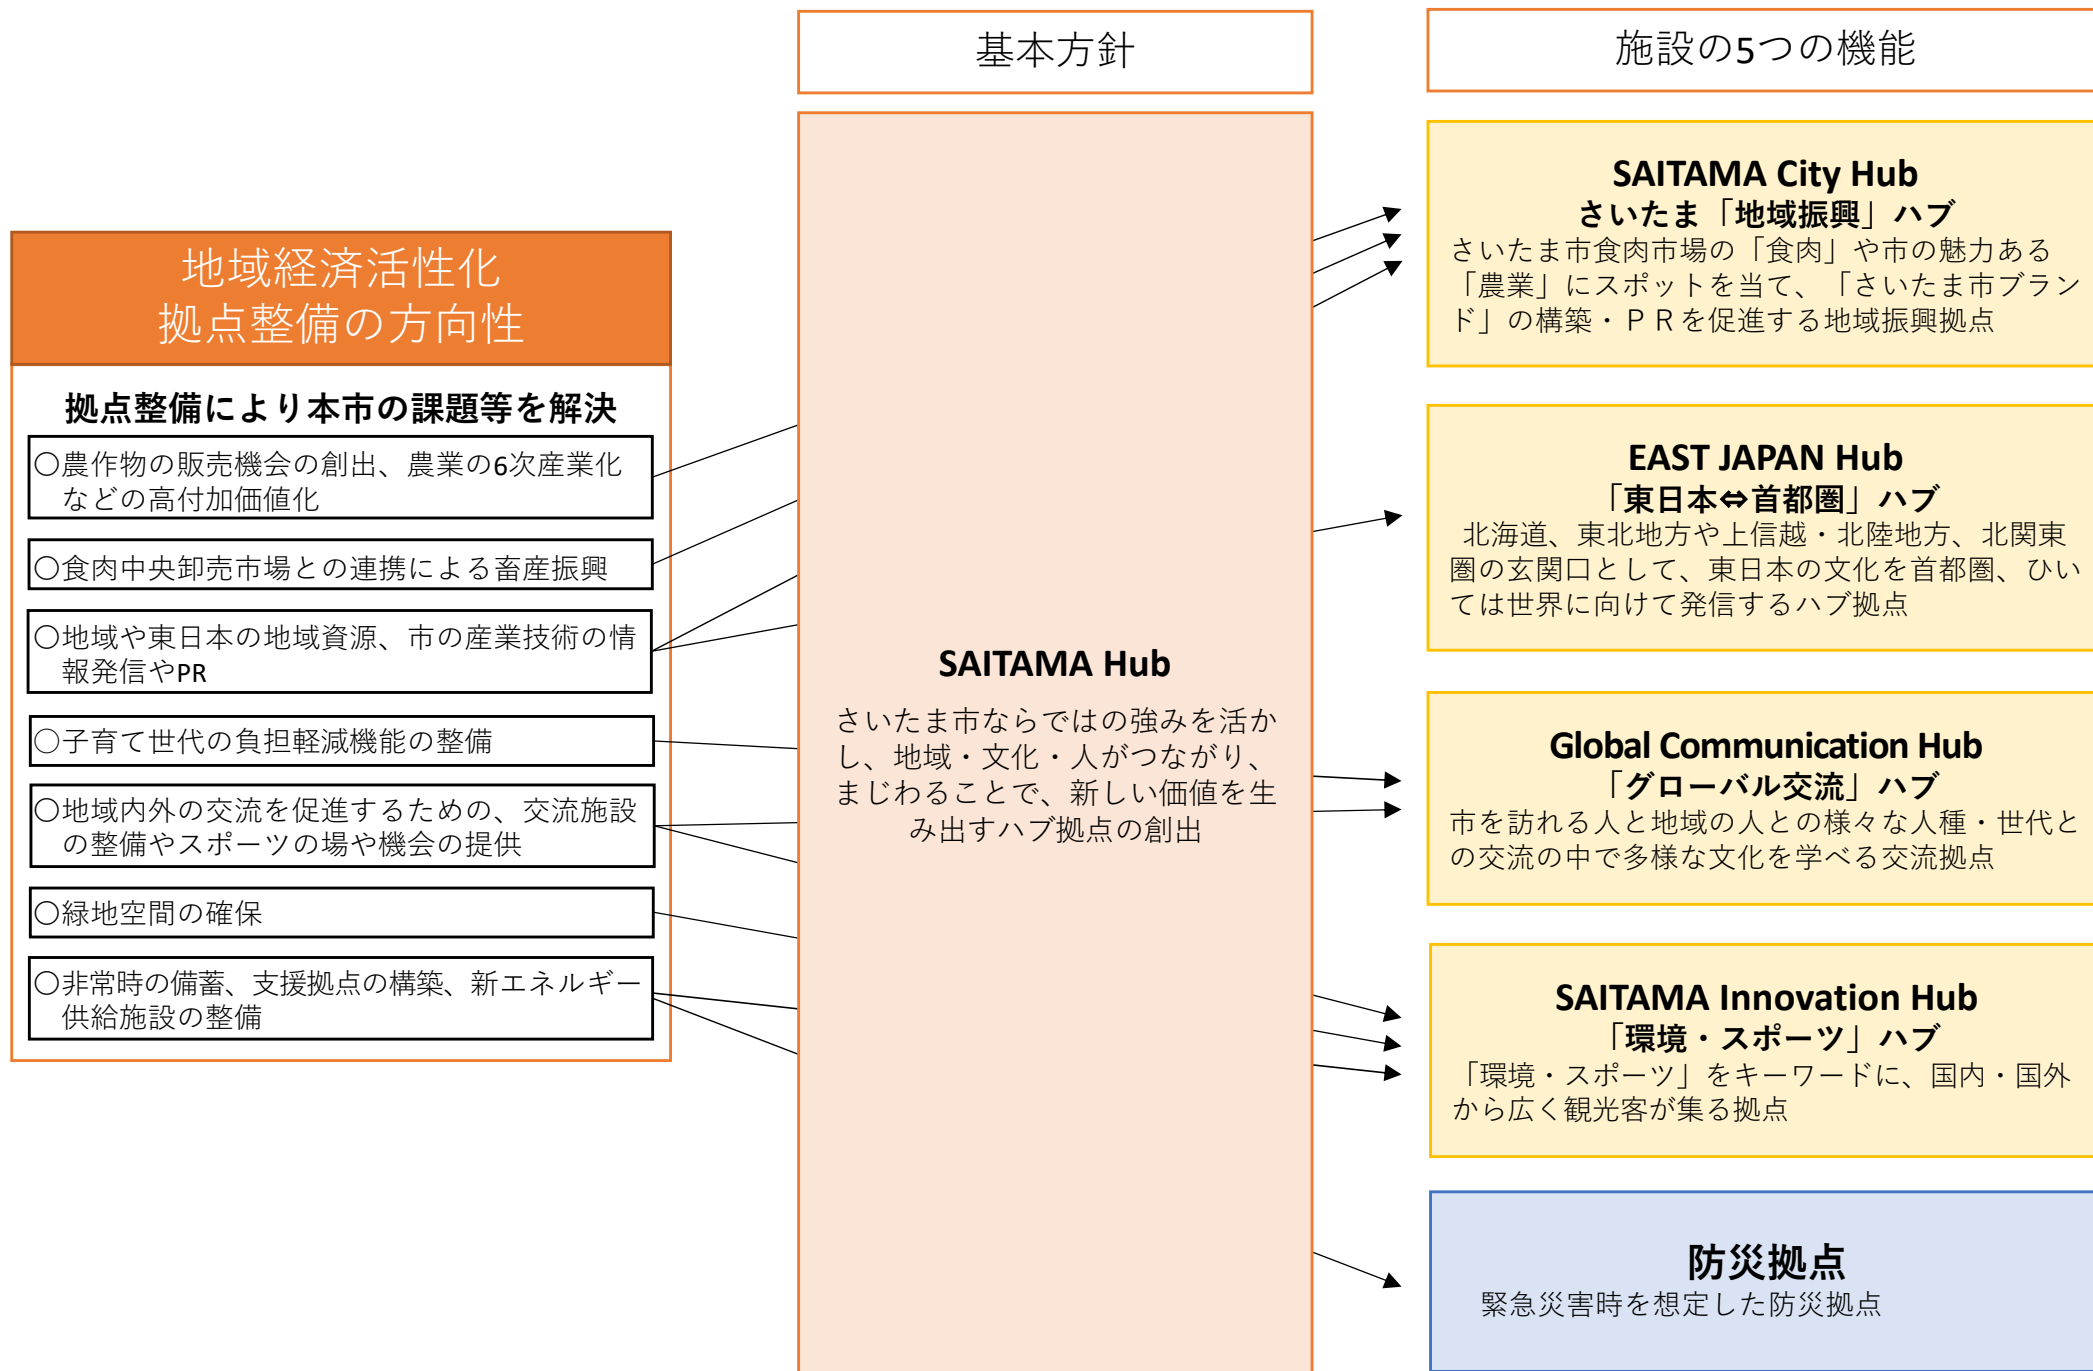 基本方針
施設の5つの機能
地域経済活性化
拠点整備の方向性
拠点整備により本市の課題等を解決
〇農作物の販売機会の創出、農業の6次産業化
などの高付加価値化
〇食肉中央卸売市場との連携による畜産振興
〇地域や東日本の地域資源、市の産業技術の情
報発信やPR
〇子育て世代の負担軽減機能の整備
〇地域内外の交流を促進するための、交流施設
の整備やスポーツの場や機会の提供
〇緑地空間の確保
〇非常時の備蓄、支援拠点の構築、新エネルギー
供給施設の整備
SAITAMA Hub
さいたま市ならではの強みを活か
し、地域・文化・人がつながり、
まじわることで、新しい価値を生
み出すハブ拠点の創出
SAITAMA City Hub
さいたま「地域振興」ハブ
さいたま市食肉市場の「食肉」や市の魅力ある
「農業」にスポットを当て、「さいたま市ブラン
ド」の構築・ＰＲを促進する地域振興拠点
EAST JAPAN Hub
「東日本⇔首都圏」ハブ
北海道、東北地方や上信越・北陸地方、北関東
圏の玄関口として、東日本の文化を首都圏、ひい
ては世界に向けて発信するハブ拠点
Global Communication Hub
「グローバル交流」ハブ
市を訪れる人と地域の人との様々な人種・世代と
の交流の中で多様な文化を学べる交流拠点
SAITAMA Innovation Hub
「環境・スポーツ」ハブ
「環境・スポーツ」をキーワードに、国内・国外
から広く観光客が集る拠点
防災拠点
緊急災害時を想定した防災拠点